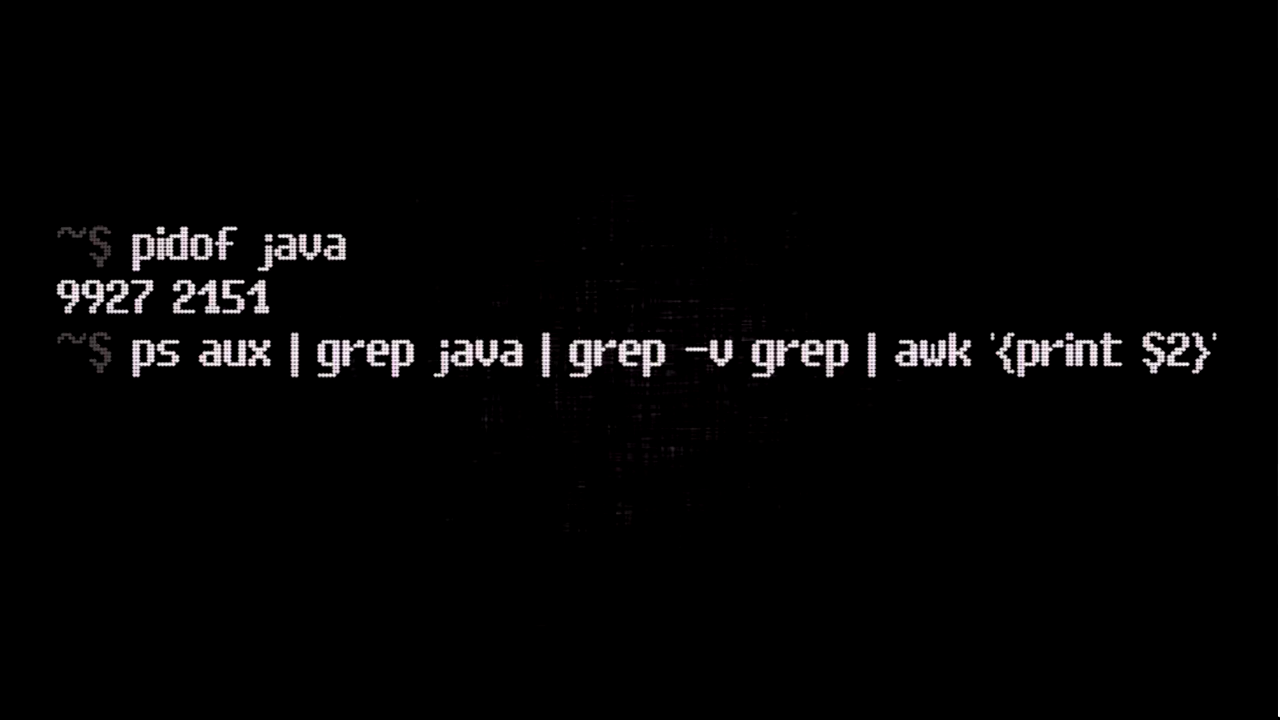 ~$ pidof java
9927 2151
~$ ps aux | grep java | grep -v grep | awk '{print $2}'